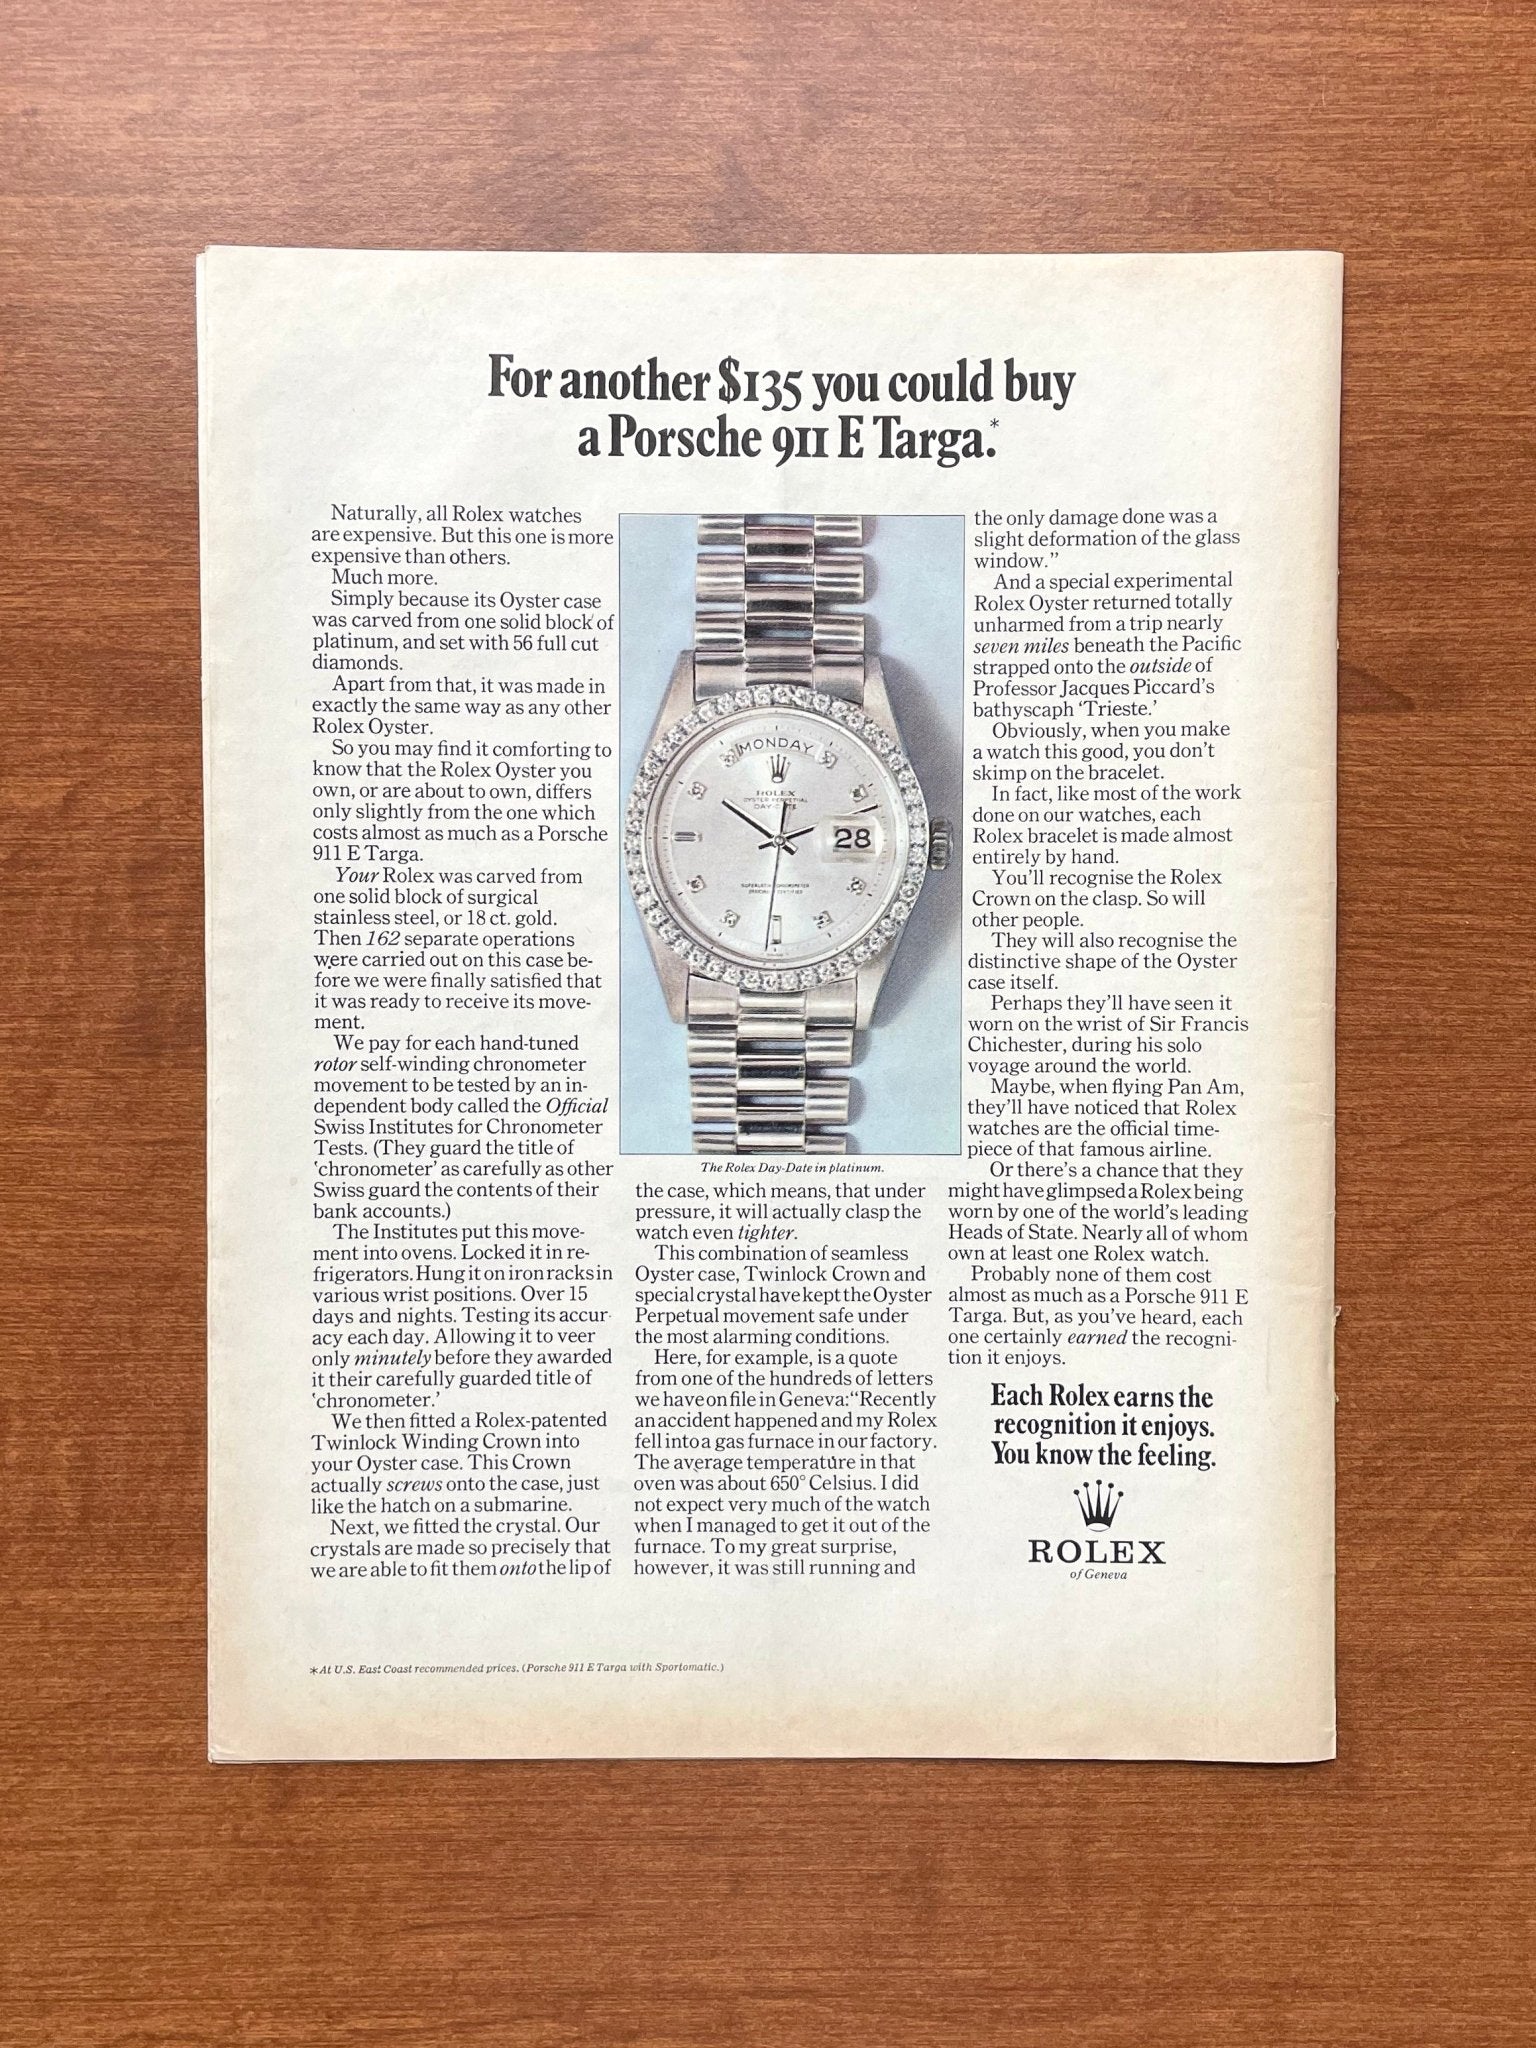 For another $135 you could buy
a Porsche 911 E Targa.*
Naturally, all Rolex watches
are expensive. But this one is more
expensive than others.
Much more.
Simply because its Oyster case
was carved from one solid block of
platinum, and set with 56 full cut
diamonds.
Apart from that, it was made in
exactly the same way as any other
Rolex Oyster.
So you may find it comforting to
know that the Rolex Oyster you
own, or are about to own, differs
only slightly from the one which
costs almost as much as a Porsche
911 E Targa.
Your Rolex was carved from
one solid block of surgical
stainless steel, or 18 ct. gold.
Then 162 separate operations
were carried out on this case be-
fore we were finally satisfied that
it was ready to receive its move-
ment.
We pay for each hand-tuned
rotor self-winding chronometer
movement to be tested by an in-
dependent body called the Official
Swiss Institutes for Chronometer
Tests. (They guard the title of
'chronometer' as carefully as other
Swiss guard the contents of their
bank accounts.)
The Institutes put this move-
ment into ovens. Locked it in re-
frigerators. Hung it on iron racks in
various wrist positions. Over 15
days and nights. Testing its accur-
acy each day. Allowing it to veer
only minutely before they awarded
it their carefully guarded title of
'chronometer.'
We then fitted a Rolex-patented
Twinlock Winding Crown into
your Oyster case. This Crown
actually screws onto the case, just
like the hatch on a submarine.
Next, we fitted the crystal. Our
crystals are made so precisely that
we are able to fit them onto the lip of
MONDAY
ROLEX
OYSTER PERPETUAL
DAY-DATE
28
SUPERLATIVE CHRONOMETER
OFFICIALLY CERTIFIED
The Rolex Day-Date in platinum.
the case, which means, that under
pressure, it will actually clasp the
watch even tighter.
This combination of seamless
Oyster case, Twinlock Crown and
special crystal have kept the Oyster
Perpetual movement safe under
the most alarming conditions.
Here, for example, is a quote
from one of the hundreds of letters
we have on file in Geneva: "Recently
an accident happened and my Rolex
fell into a gas furnace in our factory.
The average temperature in that
oven was about 650° Celsius. I did
not expect very much of the watch
when I managed to get it out of the
furnace. To my great surprise,
however, it was still running and
the only damage done was a
slight deformation of the glass
window."
And a special experimental
Rolex Oyster returned totally
unharmed from a trip nearly
seven miles beneath the Pacific
strapped onto the outside of
Professor Jacques Piccard's
bathyscaph 'Trieste.'
Obviously, when you make
a watch this good, you don't
skimp on the bracelet.
In fact, like most of the work
done on our watches, each
Rolex bracelet is made almost
entirely by hand.
You'll recognise the Rolex
Crown on the clasp. So will
other people.
They will also recognise the
distinctive shape of the Oyster
case itself.
Perhaps they'll have seen it
worn on the wrist of Sir Francis
Chichester, during his solo
voyage around the world.
Maybe, when flying Pan Am,
they'll have noticed that Rolex
watches are the official time-
piece of that famous airline.
Or there's a chance that they
might have glimpsed a Rolex being
worn by one of the world's leading
Heads of State. Nearly all of whom
own at least one Rolex watch.
Probably none of them cost
almost as much as a Porsche 911 E
Targa. But, as you've heard, each
one certainly earned the recogni-
tion it enjoys.
Each Rolex earns the
recognition it enjoys.
You know the feeling.
ROLEX
of Geneva
*At U.S. East Coast recommended prices. (Porsche 911 E Targa with Sportomatic.)